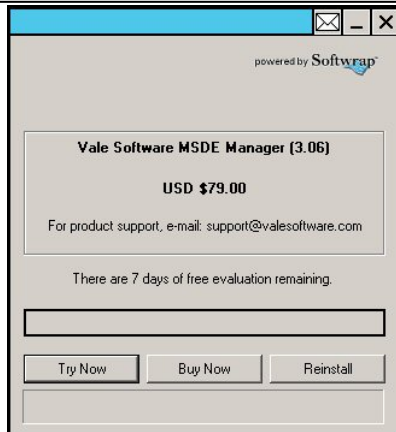 powered by Softwrap
Vale Software MSDE Manager (3.06)
USD $79.00
For product support, e-mail: support@valesoftware.com
There are 7 days of free evaluation remaining.
Try Now
Buy Now
Reinstall